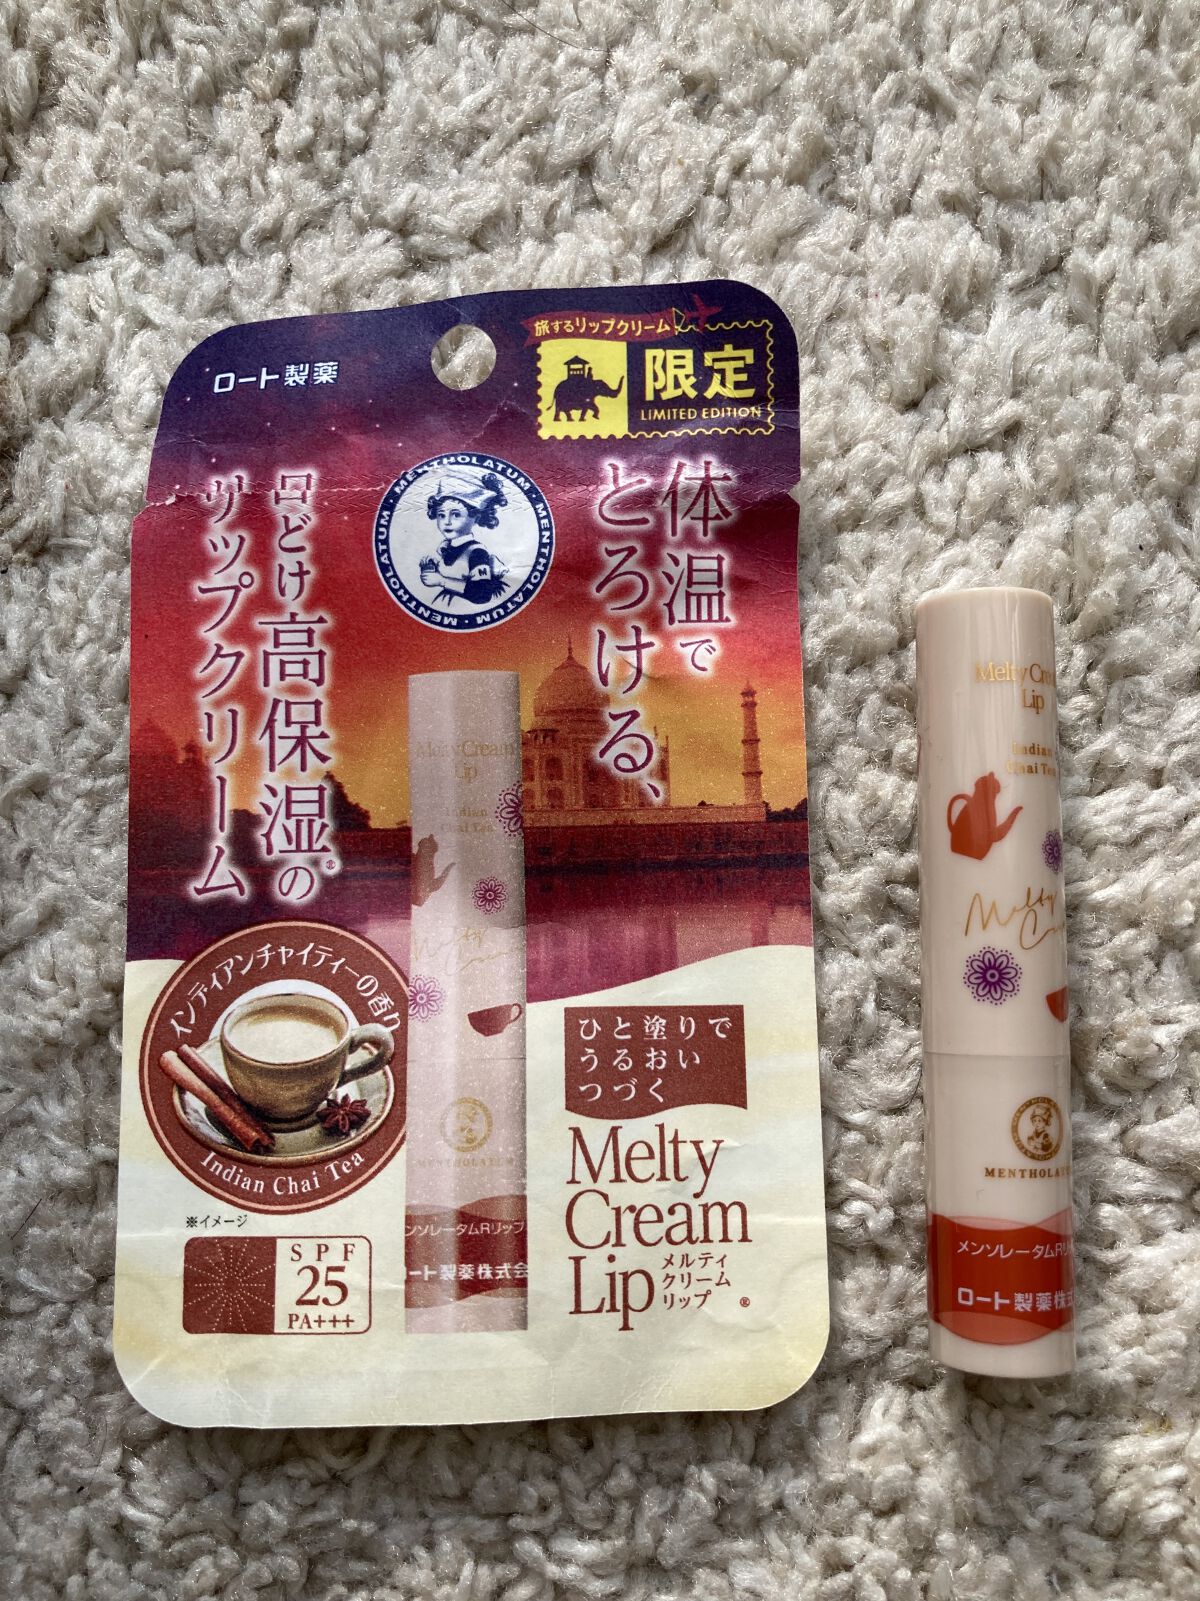 ロート製薬
旅するリップクリーム
限定
LIMITED EDITION
MENTHOLATUM · MENTHOLATUM · MENTHOLATUM
体温で
とろける、
口どけ高保湿の
リップクリーム
Melty Cream
Lip
Indian
Chai Tea
Melty
MENTHOLATUM
メンソレータムRリップ
ロート製薬株式会
インディアンチャイティーの香り
Indian Chai Tea
※イメージ
SPF
25
PA+++
ひと塗りで
うるおい
つづく
Melty
Cream
Lip
メルティ
クリーム
リップ
®
Melty Cre
Lip
Indian
Chai Tea
Melty
MENTHOLAT
メンソレータムRリ
ロート製薬株式